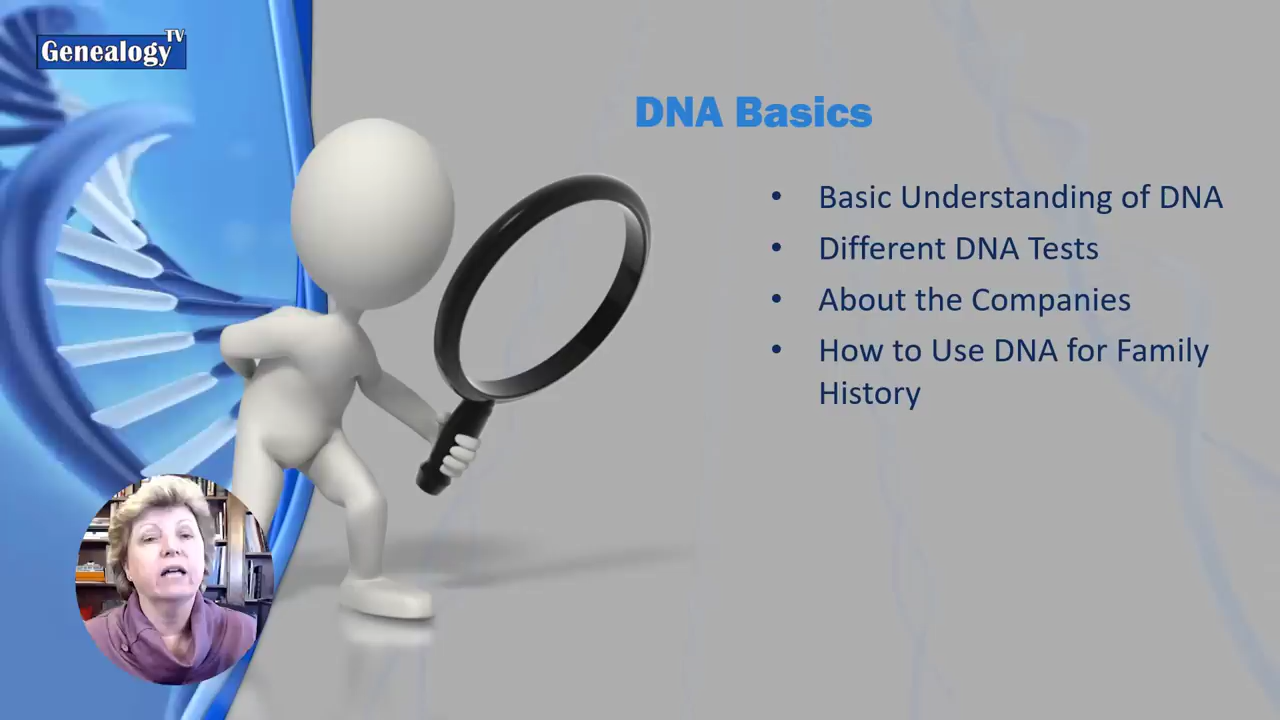 Genealogy TV
DNA Basics
• Basic Understanding of DNA
• Different DNA Tests
• About the Companies
• How to Use DNA for Family
History